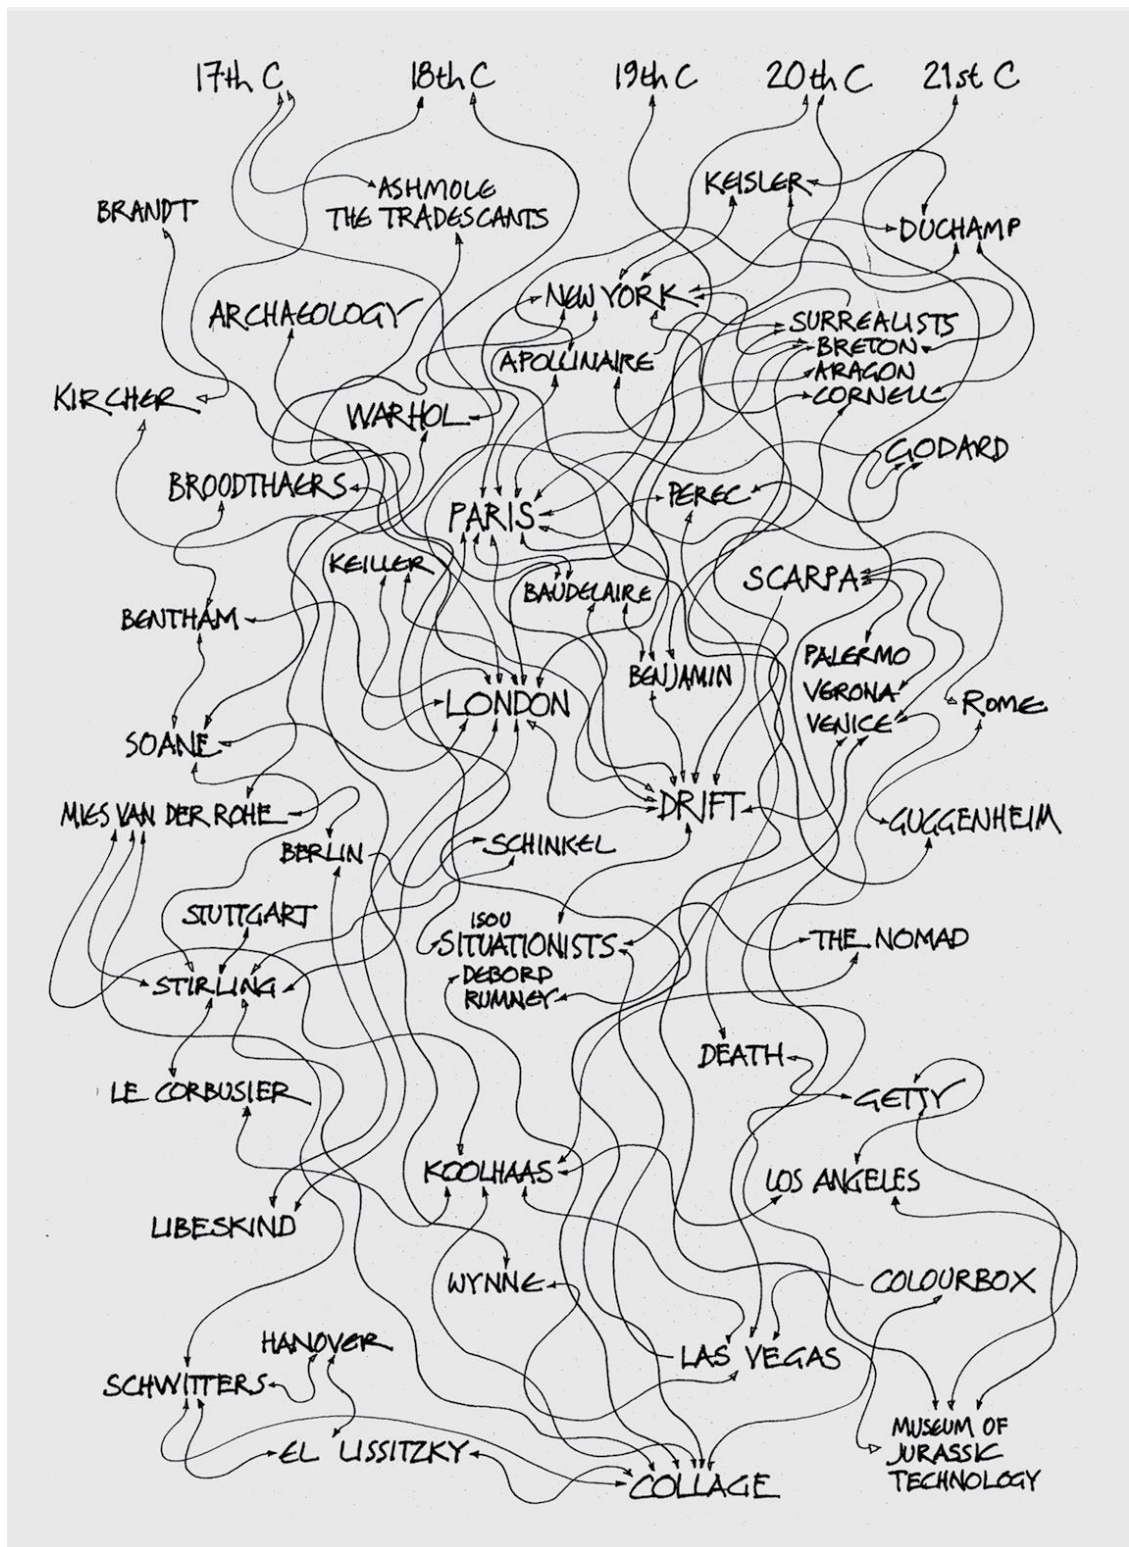 17th C 18th C 19th C 20th C 21st C
KEISLER
ASHMOLE
THE TRADESCANTS
BRANDT
DUCHAMP
NEW YORK
ARCHAEOLOGY
SURREALISTS
BRETON
ARAGON
CORNELL
APOLLINAIRE
KIRCHER
WARHOL
GODARD
BROODTHAERS
PEREC
PARIS
KEILLER
BAUDELAIRE
SCARPA
BENTHAM
PALERMO
VERONA
VENICE
BENJAMIN
LONDON
ROME
SOANE
DRIFT
MIES VAN DER ROHE
GUGGENHEIM
BERLIN
SCHINKEL
STUTTGART
ISOU
SITUATIONISTS
DEBORD
RUMNEY
THE NOMAD
STIRLING
DEATH
LE CORBUSIER
GETTY
KOOLHAAS
LOS ANGELES
LIBESKIND
WYNNE
COLOURBOX
HANOVER
LAS VEGAS
SCHWITTERS
EL LISSITZKY
MUSEUM OF
JURASSIC
TECHNOLOGY
COLLAGE